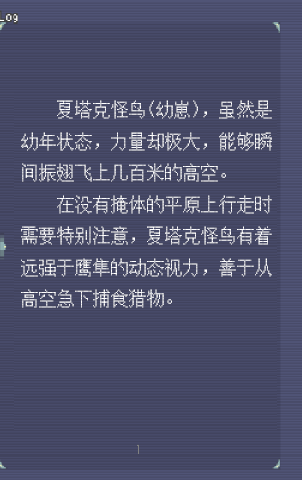 _09
夏塔克怪鸟(幼崽)，虽然是
幼年状态，力量却极大，能够瞬
间振翅飞上几百米的高空。
在没有掩体的平原上行走时
需要特别注意，夏塔克怪鸟有着
远强于鹰隼的动态视力，善于从
高空急下捕食猎物。
1